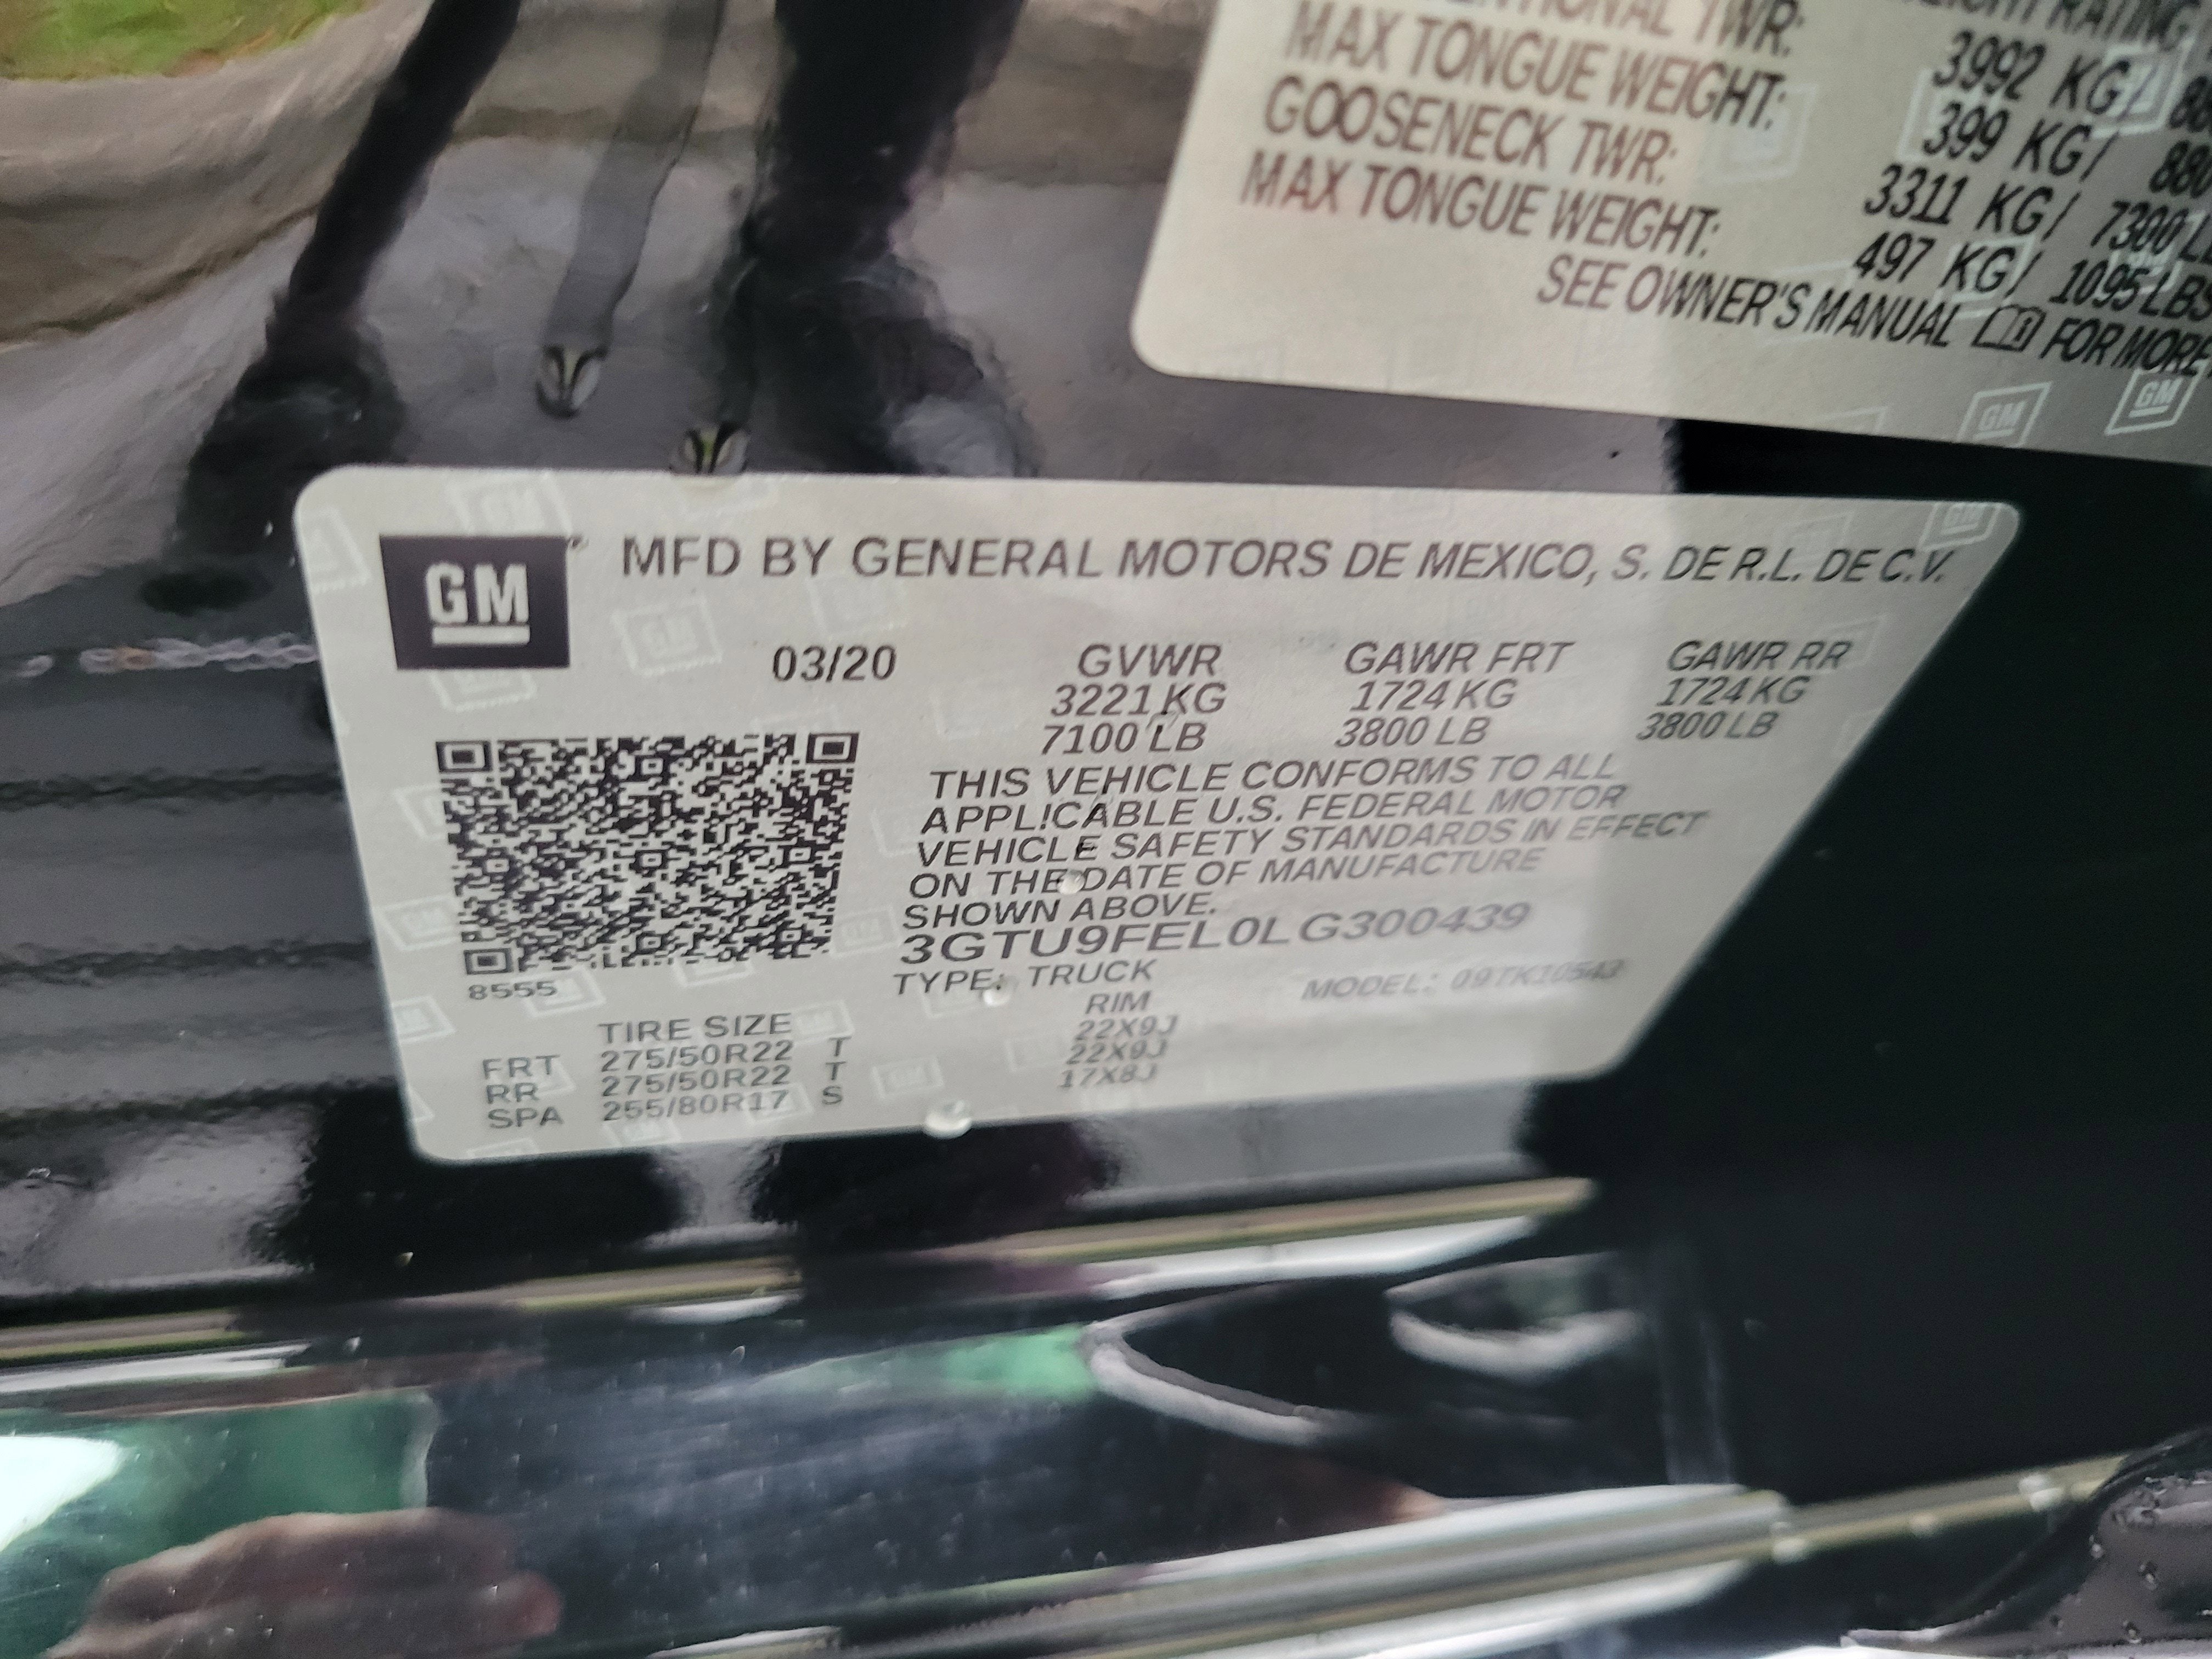 MAX TONGUE WEIGHT: 3992 KG/
GOOSENECK TWR: 399 KG/ 880
MAX TONGUE WEIGHT: 3311 KG/ 7300 L
497 KG/ 1095 LBS
SEE OWNER'S MANUAL FOR MORE
GM MFD BY GENERAL MOTORS DE MEXICO, S. DE R.L. DE C.V.
03/20 GVWR GAWR FRT GAWR RR
3221 KG 1724 KG 1724 KG
7100 LB 3800 LB 3800 LB
THIS VEHICLE CONFORMS TO ALL
APPLICABLE U.S. FEDERAL MOTOR
VEHICLE SAFETY STANDARDS IN EFFECT
ON THE DATE OF MANUFACTURE
SHOWN ABOVE.
3GTU9FEL0LG300439
8555 TYPE: TRUCK MODEL: 09TK10543
TIRE SIZE RIM
FRT 275/50R22 T 22X9J
RR 275/50R22 T 22X9J
SPA 255/80R17 S 17X8J